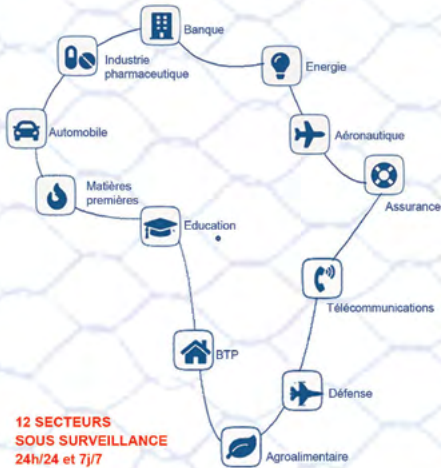 Banque
Industrie
pharmaceutique
Energie
Automobile
Aéronautique
Matières
premières
Assurance
Education
Télécommunications
BTP
Défense
12 SECTEURS
SOUS SURVEILLANCE
24h/24 et 7j/7
Agroalimentaire